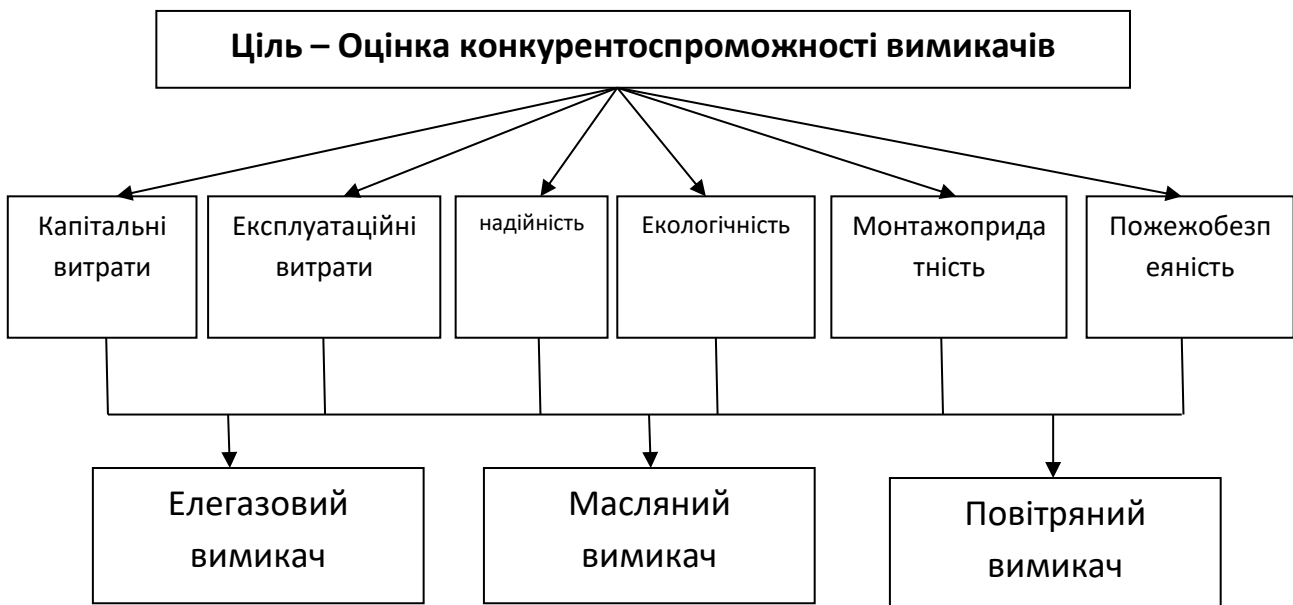 Ціль – Оцінка конкурентоспроможності вимикачів
Капітальні
витрати
Експлуатаційні
витрати
надійність
Екологічність
Монтажоприда
тність
Пожежобезп
еяність
Елегазовий
вимикач
Масляний
вимикач
Повітряний
вимикач